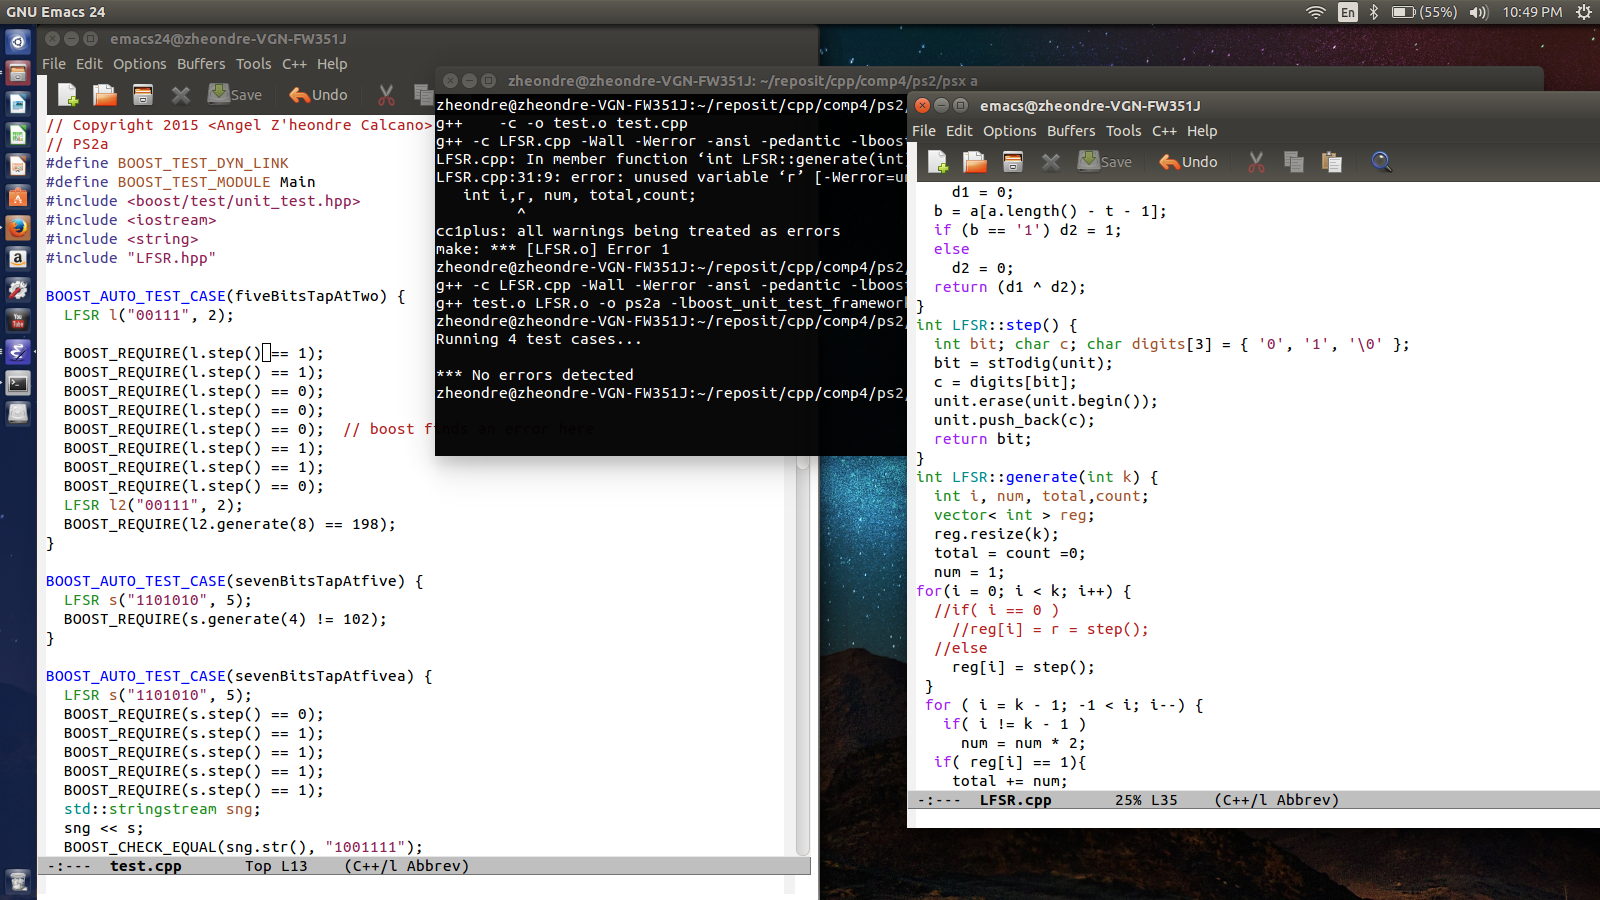 GNU Emacs 24
En
(55%)
10:49 PM
emacs24@zheondre-VGN-FW351J
File Edit Options Buffers Tools C++ Help
Save Undo
// Copyright 2015 <Angel Z'heondre Calcano>
// PS2a
#define BOOST_TEST_DYN_LINK
#define BOOST_TEST_MODULE Main
#include <boost/test/unit_test.hpp>
#include <iostream>
#include <string>
#include "LFSR.hpp"
BOOST_AUTO_TEST_CASE(fiveBitsTapAtTwo) {
LFSR l("00111", 2);
BOOST_REQUIRE(l.step() == 1);
BOOST_REQUIRE(l.step() == 1);
BOOST_REQUIRE(l.step() == 0);
BOOST_REQUIRE(l.step() == 0);
BOOST_REQUIRE(l.step() == 0);  // boost finds an error here
BOOST_REQUIRE(l.step() == 1);
BOOST_REQUIRE(l.step() == 1);
BOOST_REQUIRE(l.step() == 0);
LFSR l2("00111", 2);
BOOST_REQUIRE(l2.generate(8) == 198);
}
BOOST_AUTO_TEST_CASE(sevenBitsTapAtfive) {
LFSR s("1101010", 5);
BOOST_REQUIRE(s.generate(4) != 102);
}
BOOST_AUTO_TEST_CASE(sevenBitsTapAtfivea) {
LFSR s("1101010", 5);
BOOST_REQUIRE(s.step() == 0);
BOOST_REQUIRE(s.step() == 1);
BOOST_REQUIRE(s.step() == 1);
BOOST_REQUIRE(s.step() == 1);
BOOST_REQUIRE(s.step() == 1);
std::stringstream sng;
sng << s;
BOOST_CHECK_EQUAL(sng.str(), "1001111");
-:--- test.cpp Top L13 (C++/l Abbrev)
zheondre@zheondre-VGN-FW351J: ~/reposit/cpp/comp4/ps2/psx a
zheondre@zheondre-VGN-FW351J:~/reposit/cpp/comp4/ps2/
g++    -c -o test.o test.cpp
g++ -c LFSR.cpp -Wall -Werror -ansi -pedantic -lboost
LFSR.cpp: In member function ‘int LFSR::generate(int)
LFSR.cpp:31:9: error: unused variable ‘r’ [-Werror=un
int i,r, num, total,count;
^
cc1plus: all warnings being treated as errors
make: *** [LFSR.o] Error 1
zheondre@zheondre-VGN-FW351J:~/reposit/cpp/comp4/ps2/
g++ -c LFSR.cpp -Wall -Werror -ansi -pedantic -lboost
g++ test.o LFSR.o -o ps2a -lboost_unit_test_framework
zheondre@zheondre-VGN-FW351J:~/reposit/cpp/comp4/ps2/
Running 4 test cases...
*** No errors detected
zheondre@zheondre-VGN-FW351J:~/reposit/cpp/comp4/ps2/
emacs@zheondre-VGN-FW351J
File Edit Options Buffers Tools C++ Help
Save Undo
d1 = 0;
b = a[a.length() - t - 1];
if (b == '1') d2 = 1;
else
d2 = 0;
return (d1 ^ d2);
}
int LFSR::step() {
int bit; char c; char digits[3] = { '0', '1', '\0' };
bit = stTodig(unit);
c = digits[bit];
unit.erase(unit.begin());
unit.push_back(c);
return bit;
}
int LFSR::generate(int k) {
int i, num, total,count;
vector< int > reg;
reg.resize(k);
total = count =0;
num = 1;
for(i = 0; i < k; i++) {
//if( i == 0 )
//reg[i] = r = step();
//else
reg[i] = step();
}
for ( i = k - 1; -1 < i; i--) {
if( i != k - 1 )
num = num * 2;
if( reg[i] == 1){
total += num;
-:--- LFSR.cpp 25% L35 (C++/l Abbrev)